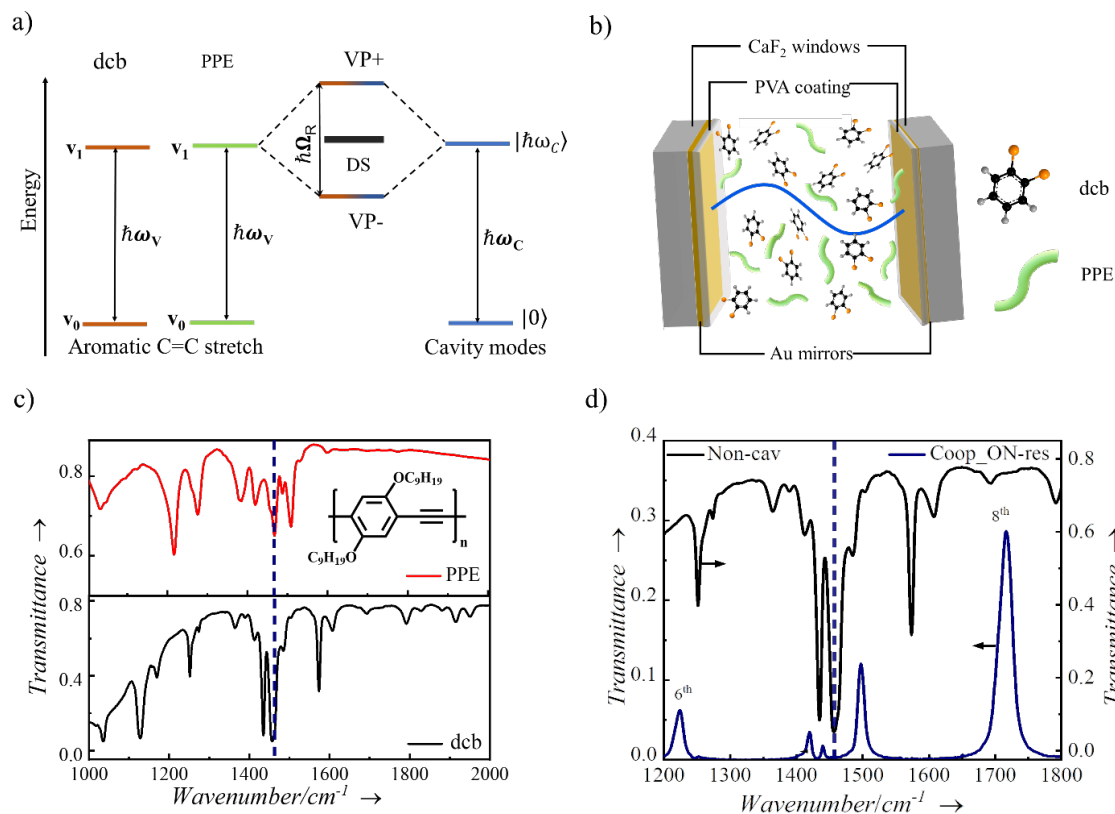 a)
dcb
PPE
VP+
v1
v1
ħΩR
DS
|ħωC⟩
VP-
Energy
ħωV
ħωV
ħωC
v0
v0
|0⟩
Aromatic C=C stretch
Cavity modes
b)
CaF2 windows
PVA coating
dcb
PPE
Au mirrors
c)
0.8
0.6
OC9H19
C9H19O
n
PPE
0.8
0.4
0.0
dcb
Transmittance →
1000 1200 1400 1600 1800 2000
Wavenumber/cm-1 →
d)
0.4
0.3
0.2
0.1
0.0
Non-cav
Coop_ON-res
0.8
0.6
0.4
0.2
0.0
8th
6th
Transmittance →
Transmittance →
1200 1300 1400 1500 1600 1700 1800
Wavenumber/cm-1 →